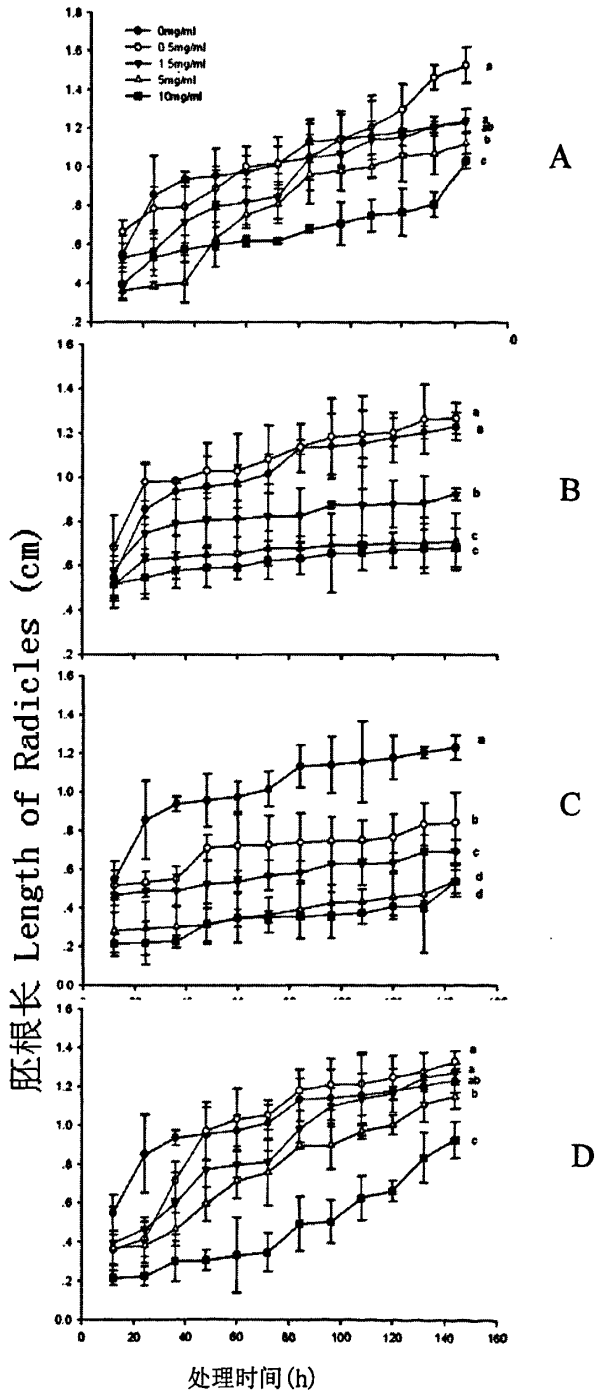 1.8
1.6
1.4
1.2
1.0
.8
.6
.4
.2
0mg/ml
0.5mg/ml
1.5mg/ml
5mg/ml
10mg/ml
a
a
ab
b
c
A
0
1.6
1.4
1.2
1.0
.8
.6
.4
.2
a
a
b
c
c
B
1.6
1.4
1.2
1.0
.8
.6
.4
.2
0.0
a
b
c
d
d
C
1.6
1.4
1.2
1.0
.8
.6
.4
.2
0.0
a
a
ab
b
c
D
0 20 40 60 80 100 120 140 160
胚根长 Length of Radicles (cm)
处理时间(h)